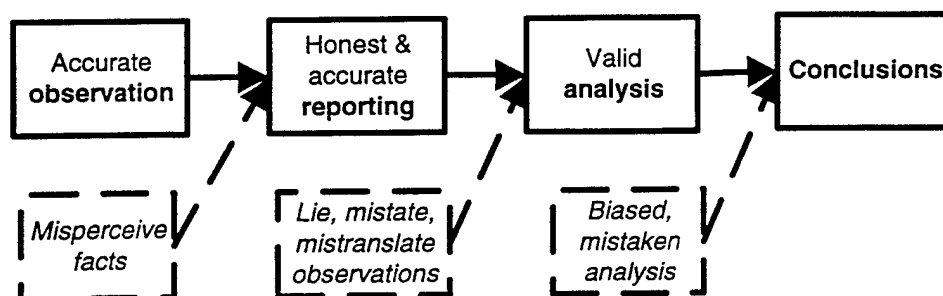 Accurate
observation
Honest &
accurate
reporting
Valid
analysis
Conclusions
Misperceive
facts
Lie, mistate,
mistranslate
observations
Biased,
mistaken
analysis